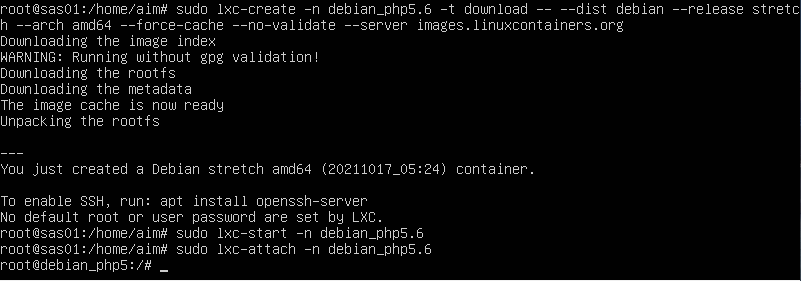 root@sas01:/home/aim# sudo lxc-create -n debian_php5.6 -t download -- --dist debian --release stretc
h --arch amd64 --force-cache --no-validate --server images.linuxcontainers.org
Downloading the image index
WARNING: Running without gpg validation!
Downloading the rootfs
Downloading the metadata
The image cache is now ready
Unpacking the rootfs
---
You just created a Debian stretch amd64 (20211017_05:24) container.
To enable SSH, run: apt install openssh-server
No default root or user password are set by LXC.
root@sas01:/home/aim# sudo lxc-start -n debian_php5.6
root@sas01:/home/aim# sudo lxc-attach -n debian_php5.6
root@debian_php5:/# _